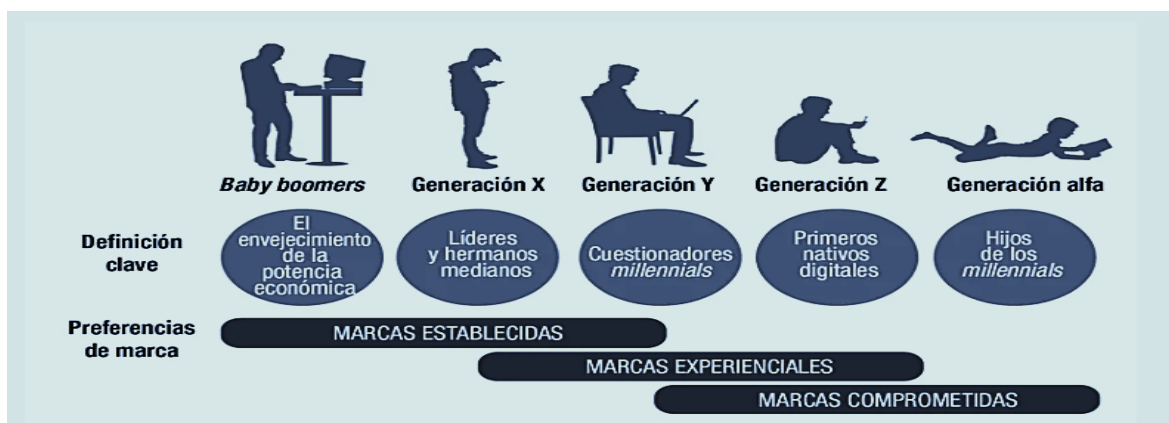 Baby boomers
Generación X
Generación Y
Generación Z
Generación alfa
Definición
clave
El
envejecimiento
de la
potencia
económica
Líderes
y hermanos
medianos
Cuestionadores
millennials
Primeros
nativos
digitales
Hijos
de los
millennials
Preferencias
de marca
MARCAS ESTABLECIDAS
MARCAS EXPERIENCIALES
MARCAS COMPROMETIDAS